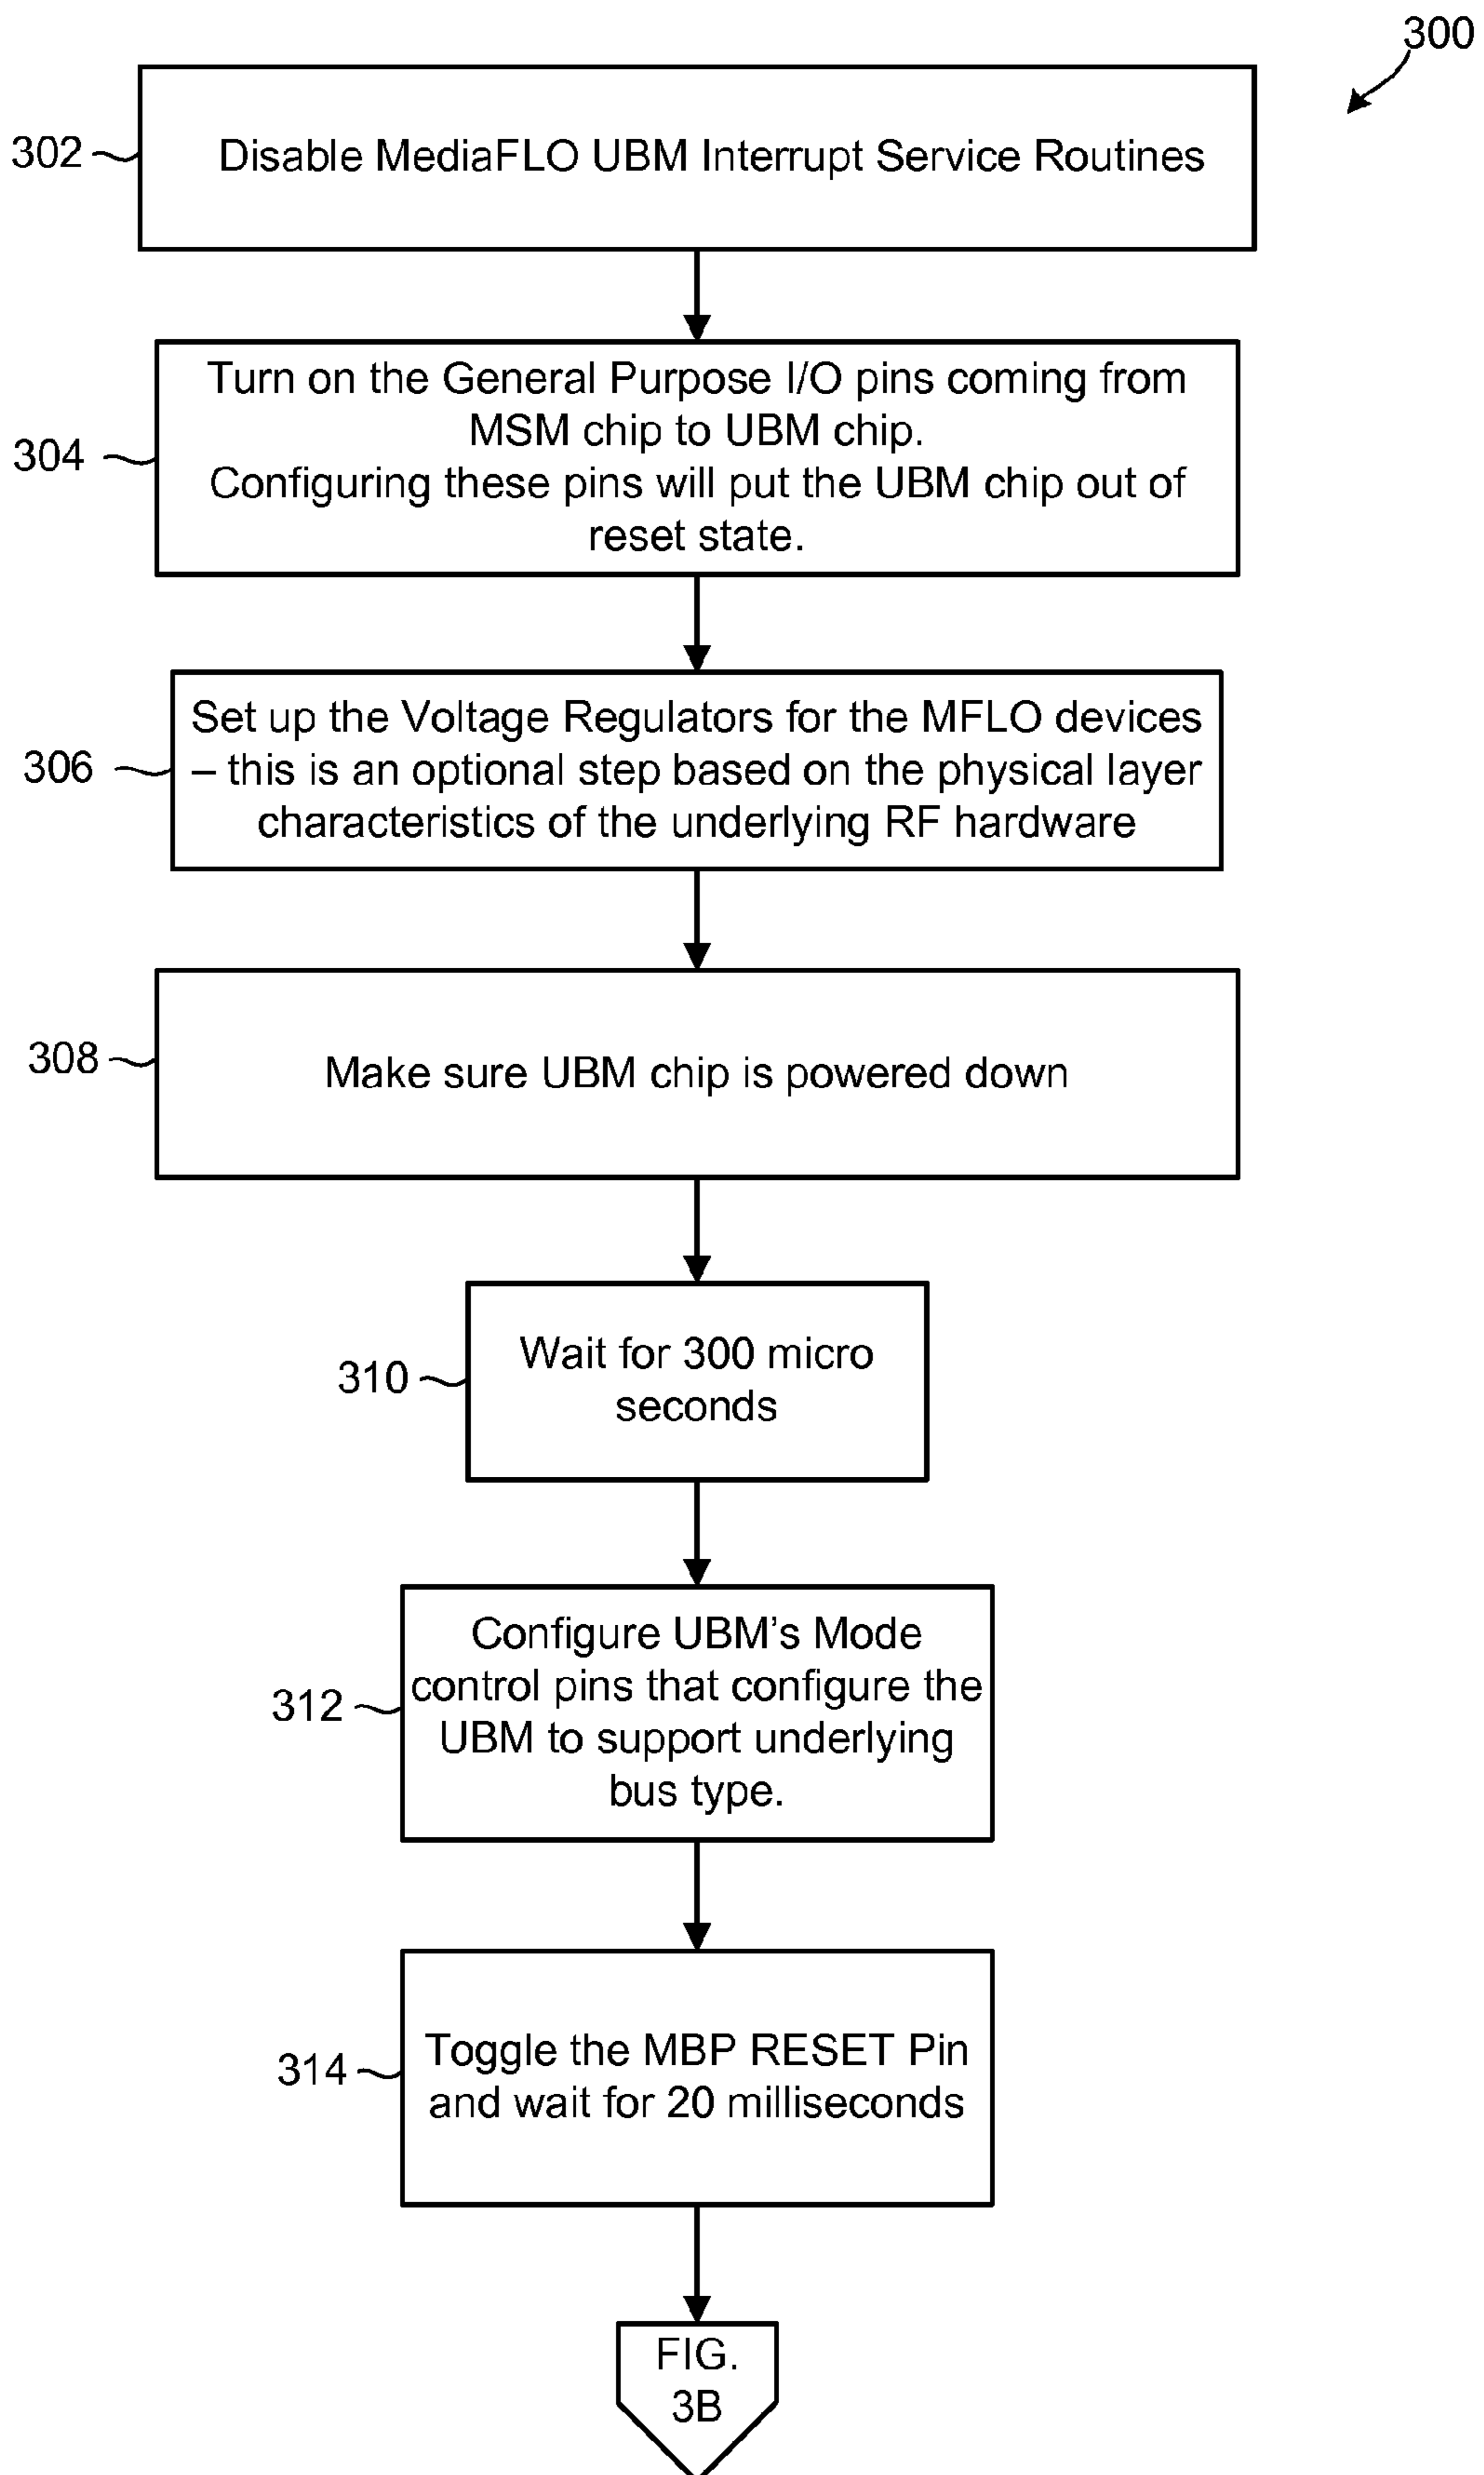 300
302
Disable MediaFLO UBM Interrupt Service Routines
304
Turn on the General Purpose I/O pins coming from
MSM chip to UBM chip.
Configuring these pins will put the UBM chip out of
reset state.
306
Set up the Voltage Regulators for the MFLO devices
– this is an optional step based on the physical layer
characteristics of the underlying RF hardware
308
Make sure UBM chip is powered down
310
Wait for 300 micro
seconds
312
Configure UBM’s Mode
control pins that configure the
UBM to support underlying
bus type.
314
Toggle the MBP RESET Pin
and wait for 20 milliseconds
FIG.
3B